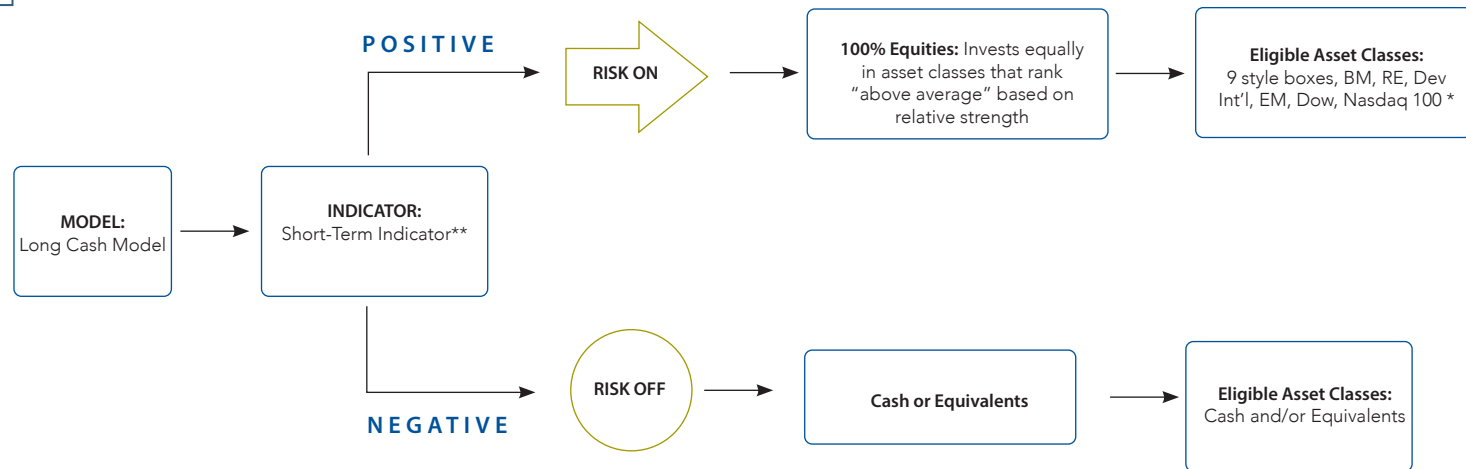 POSITIVE
RISK ON
100% Equities: Invests equally
in asset classes that rank
“above average” based on
relative strength
Eligible Asset Classes:
9 style boxes, BM, RE, Dev
Int’l, EM, Dow, Nasdaq 100 *
MODEL:
Long Cash Model
INDICATOR:
Short-Term Indicator**
NEGATIVE
RISK OFF
Cash or Equivalents
Eligible Asset Classes:
Cash and/or Equivalents